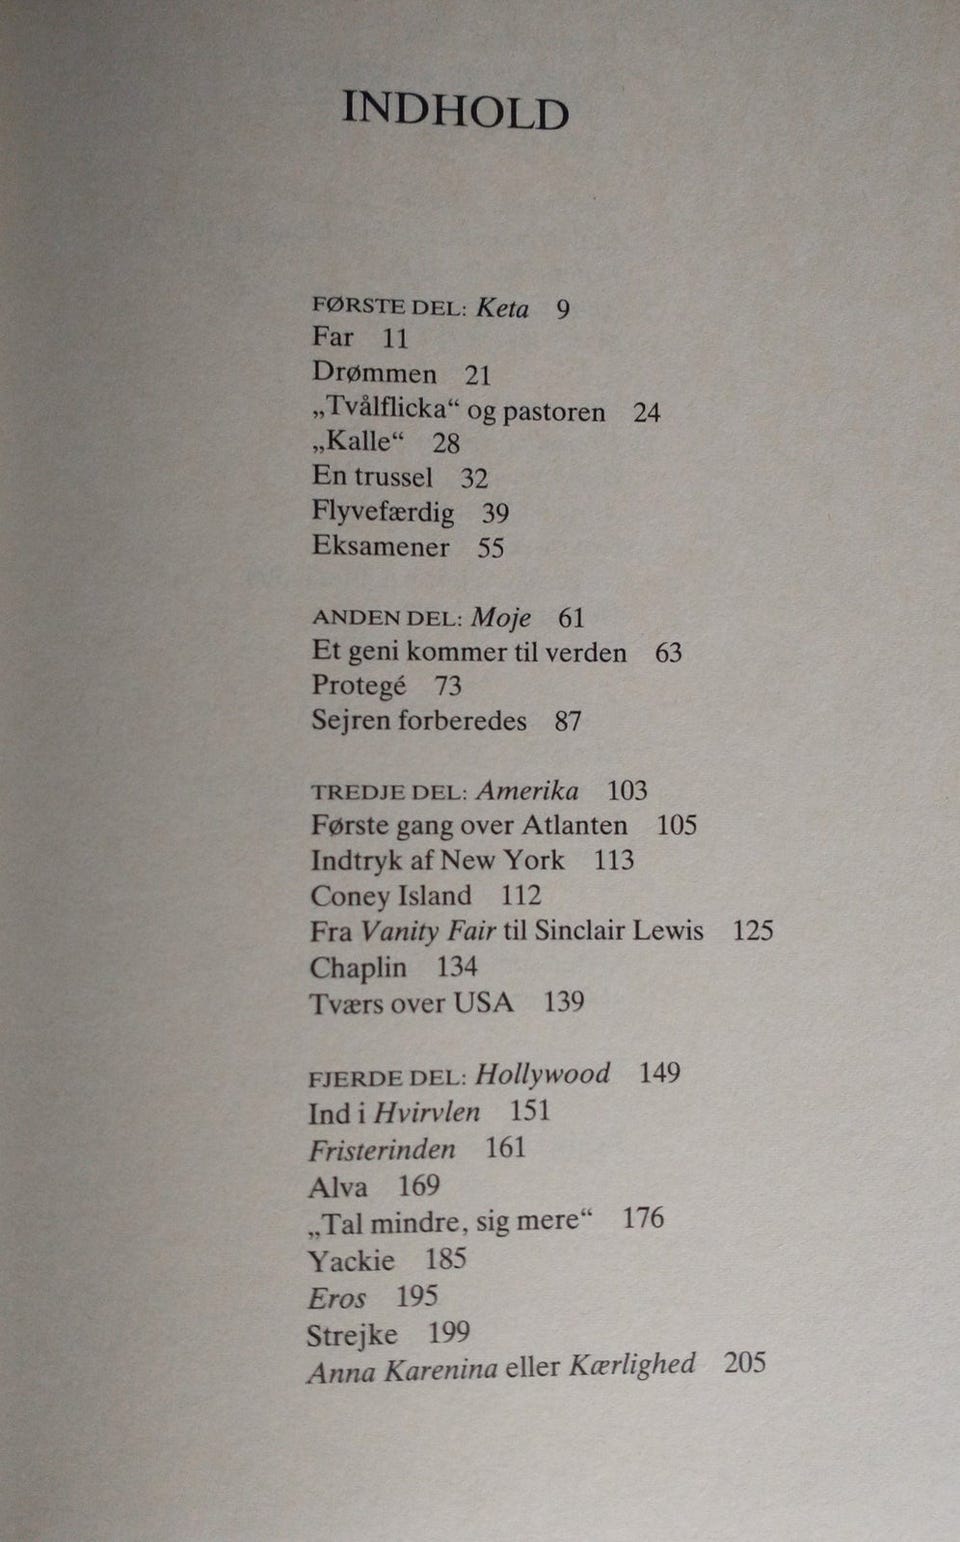 INDHOLD
FØRSTE DEL: Keta 9
Far 11
Drømmen 21
„Tvålflicka“ og pastoren 24
„Kalle“ 28
En trussel 32
Flyvefærdig 39
Eksamener 55
ANDEN DEL: Moje 61
Et geni kommer til verden 63
Protegé 73
Sejren forberedes 87
TREDJE DEL: Amerika 103
Første gang over Atlanten 105
Indtryk af New York 113
Coney Island 112
Fra Vanity Fair til Sinclair Lewis 125
Chaplin 134
Tværs over USA 139
FJERDE DEL: Hollywood 149
Ind i Hvirvlen 151
Fristerinden 161
Alva 169
„Tal mindre, sig mere“ 176
Yackie 185
Eros 195
Strejke 199
Anna Karenina eller Kærlighed 205